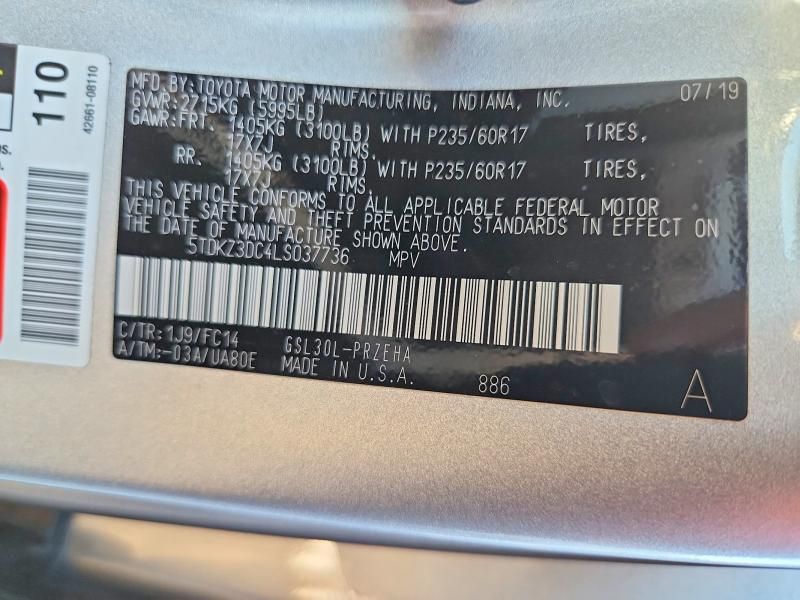 MFD.BY:TOYOTA MOTOR MANUFACTURING, INDIANA, INC. 07/19
GVWR:2715KG (5995LB)
GAWR:FRT. 1405KG (3100LB) WITH P235/60R17 TIRES,
17X7J RIMS.
RR. 1405KG (3100LB) WITH P235/60R17 TIRES,
17X7J RIMS.
THIS VEHICLE CONFORMS TO ALL APPLICABLE FEDERAL MOTOR
VEHICLE SAFETY AND THEFT PREVENTION STANDARDS IN EFFECT ON
THE DATE OF MANUFACTURE SHOWN ABOVE.
5TDKZ3DC4LS037736 MPV
C/TR:1J9/FC14 GSL30L-PRZEHA
A/TM:-03A/UA80E MADE IN U.S.A. 886
A
110
42661-08110